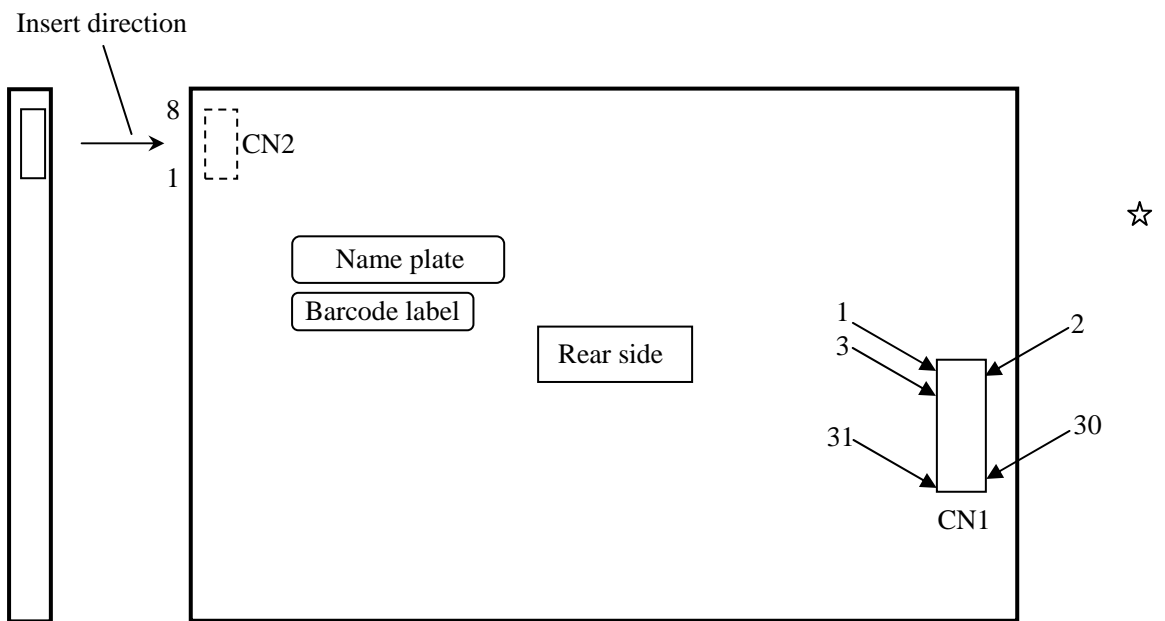 Insert direction
8
CN2
1
☆
Name plate
Barcode label
1
2
3
Rear side
31
30
CN1